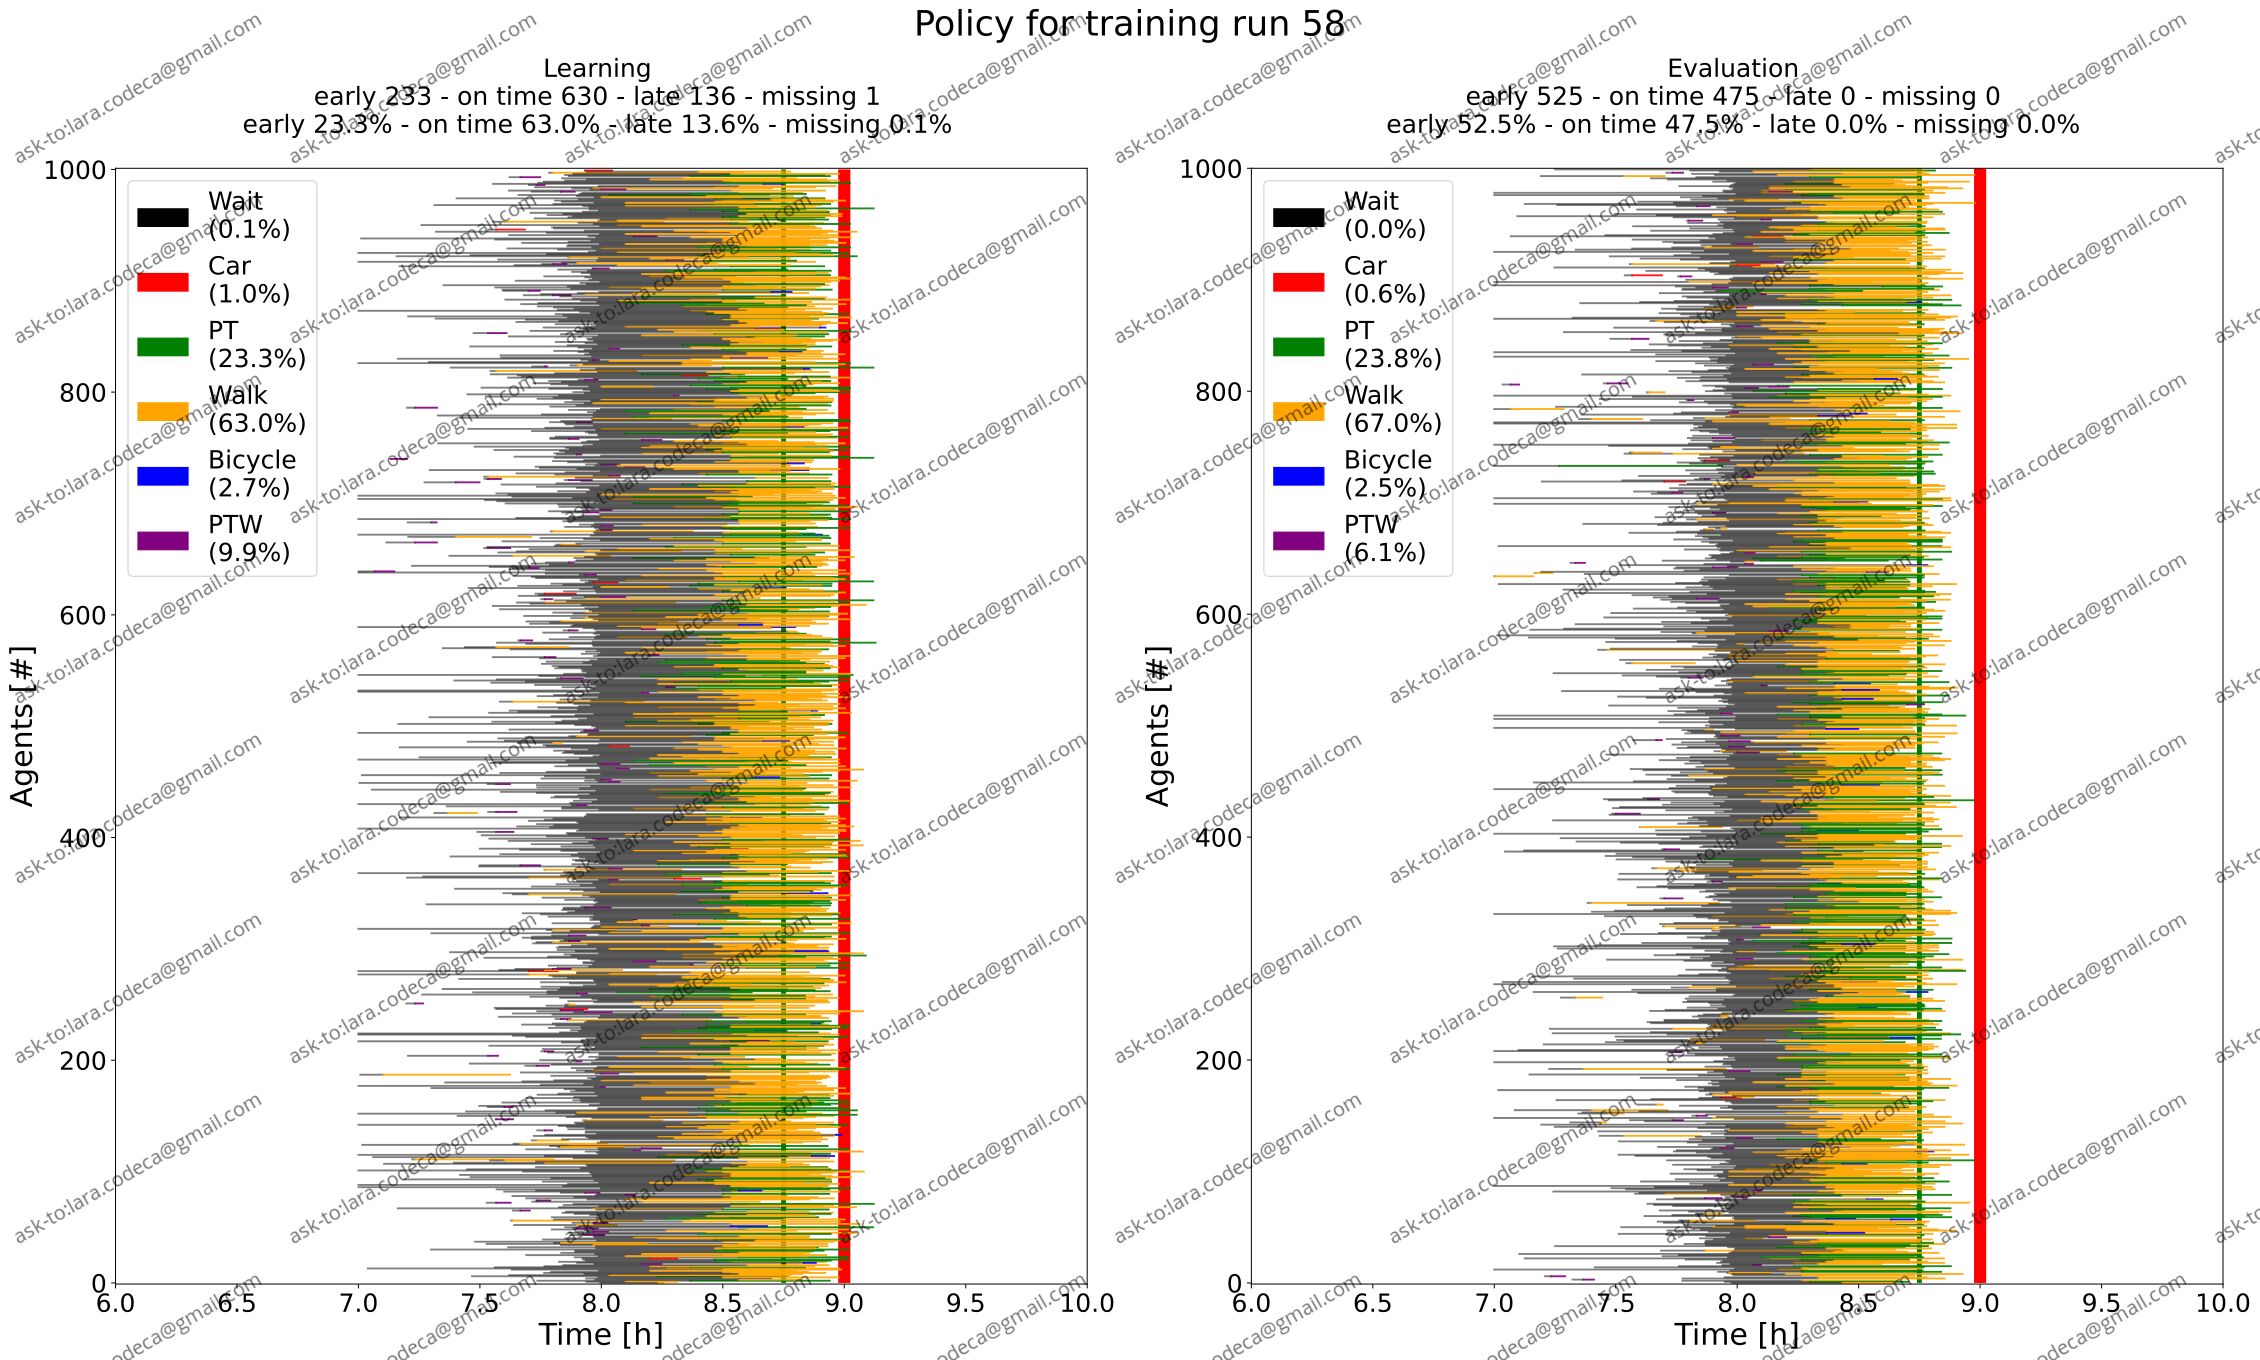 Policy for training run 58
Learning
early 233 - on time 630 - late 136 - missing 1
early 23.3% - on time 63.0% - late 13.6% - missing 0.1%
Wait
(0.1%)
Car
(1.0%)
PT
(23.3%)
Walk
(63.0%)
Bicycle
(2.7%)
PTW
(9.9%)
Agents [#]
1000
800
600
400
200
0
6.0 6.5 7.0 7.5 8.0 8.5 9.0 9.5 10.0
Time [h]
Evaluation
early 525 - on time 475 - late 0 - missing 0
early 52.5% - on time 47.5% - late 0.0% - missing 0.0%
Wait
(0.0%)
Car
(0.6%)
PT
(23.8%)
Walk
(67.0%)
Bicycle
(2.5%)
PTW
(6.1%)
Agents [#]
1000
800
600
400
200
0
6.0 6.5 7.0 7.5 8.0 8.5 9.0 9.5 10.0
Time [h]
ask-to:lara.codeca@gmail.com